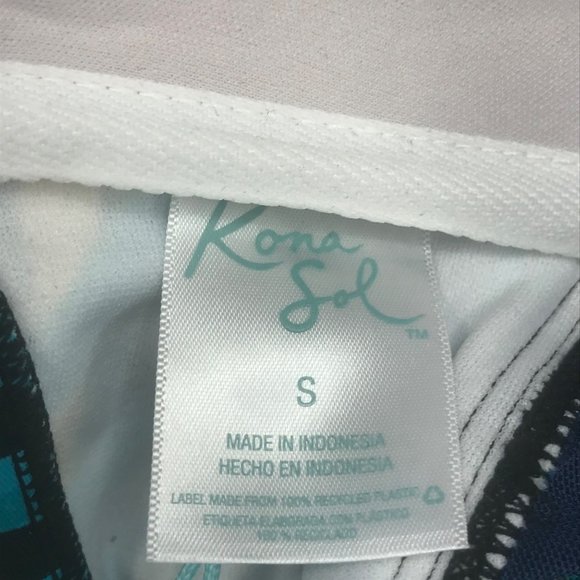 Kona
Sol
TM
S
MADE IN INDONESIA
HECHO EN INDONESIA
LABEL MADE FROM 100% RECYCLED PLASTIC
ETIQUETA ELABORADA CON PLÁSTICO
100 % RECICLADO